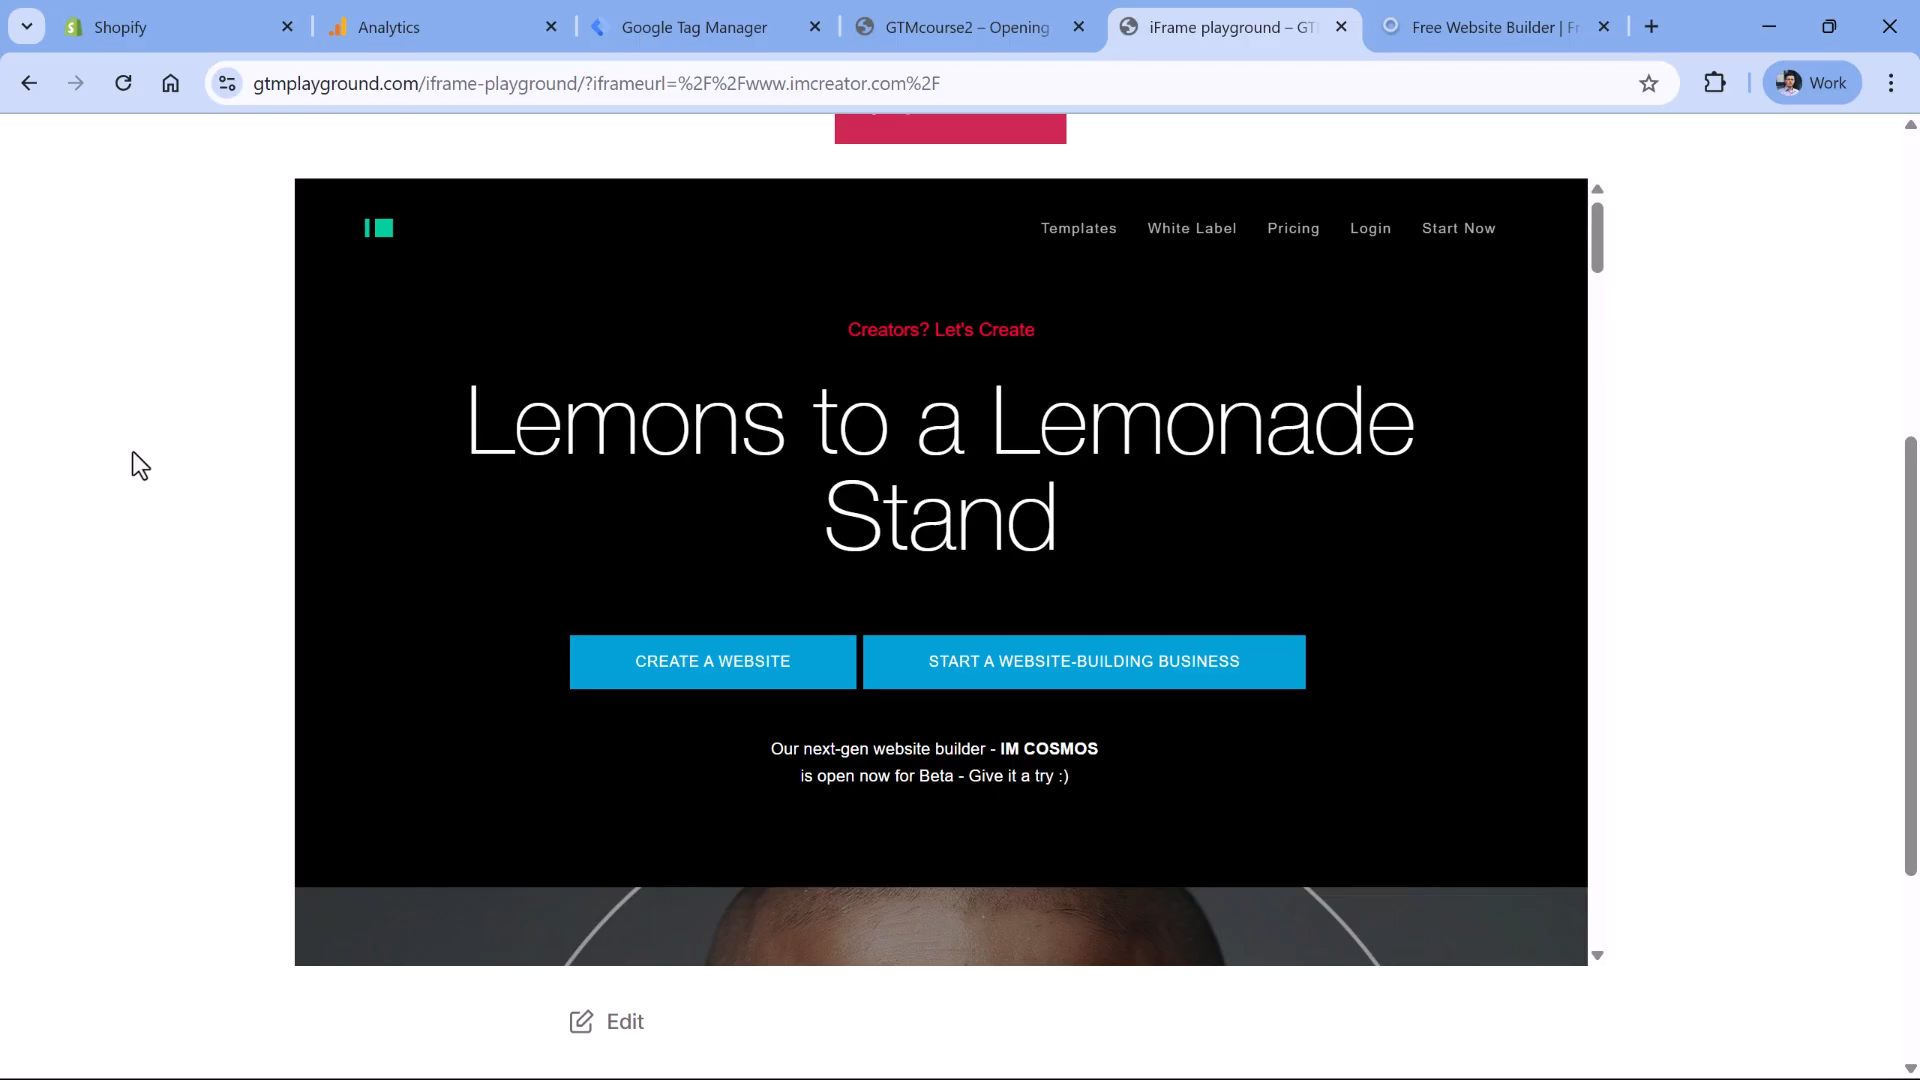 Shopify
Analytics
Google Tag Manager
GTMcourse2 – Opening
iFrame playground – GT
Free Website Builder | Fr
gtmplayground.com/iframe-playground/?iframeurl=%2F%2Fwww.imcreator.com%2F
Work
Templates
White Label
Pricing
Login
Start Now
Creators? Let's Create
Lemons to a Lemonade
Stand
CREATE A WEBSITE
START A WEBSITE-BUILDING BUSINESS
Our next-gen website builder - IM COSMOS
is open now for Beta - Give it a try :)
Edit